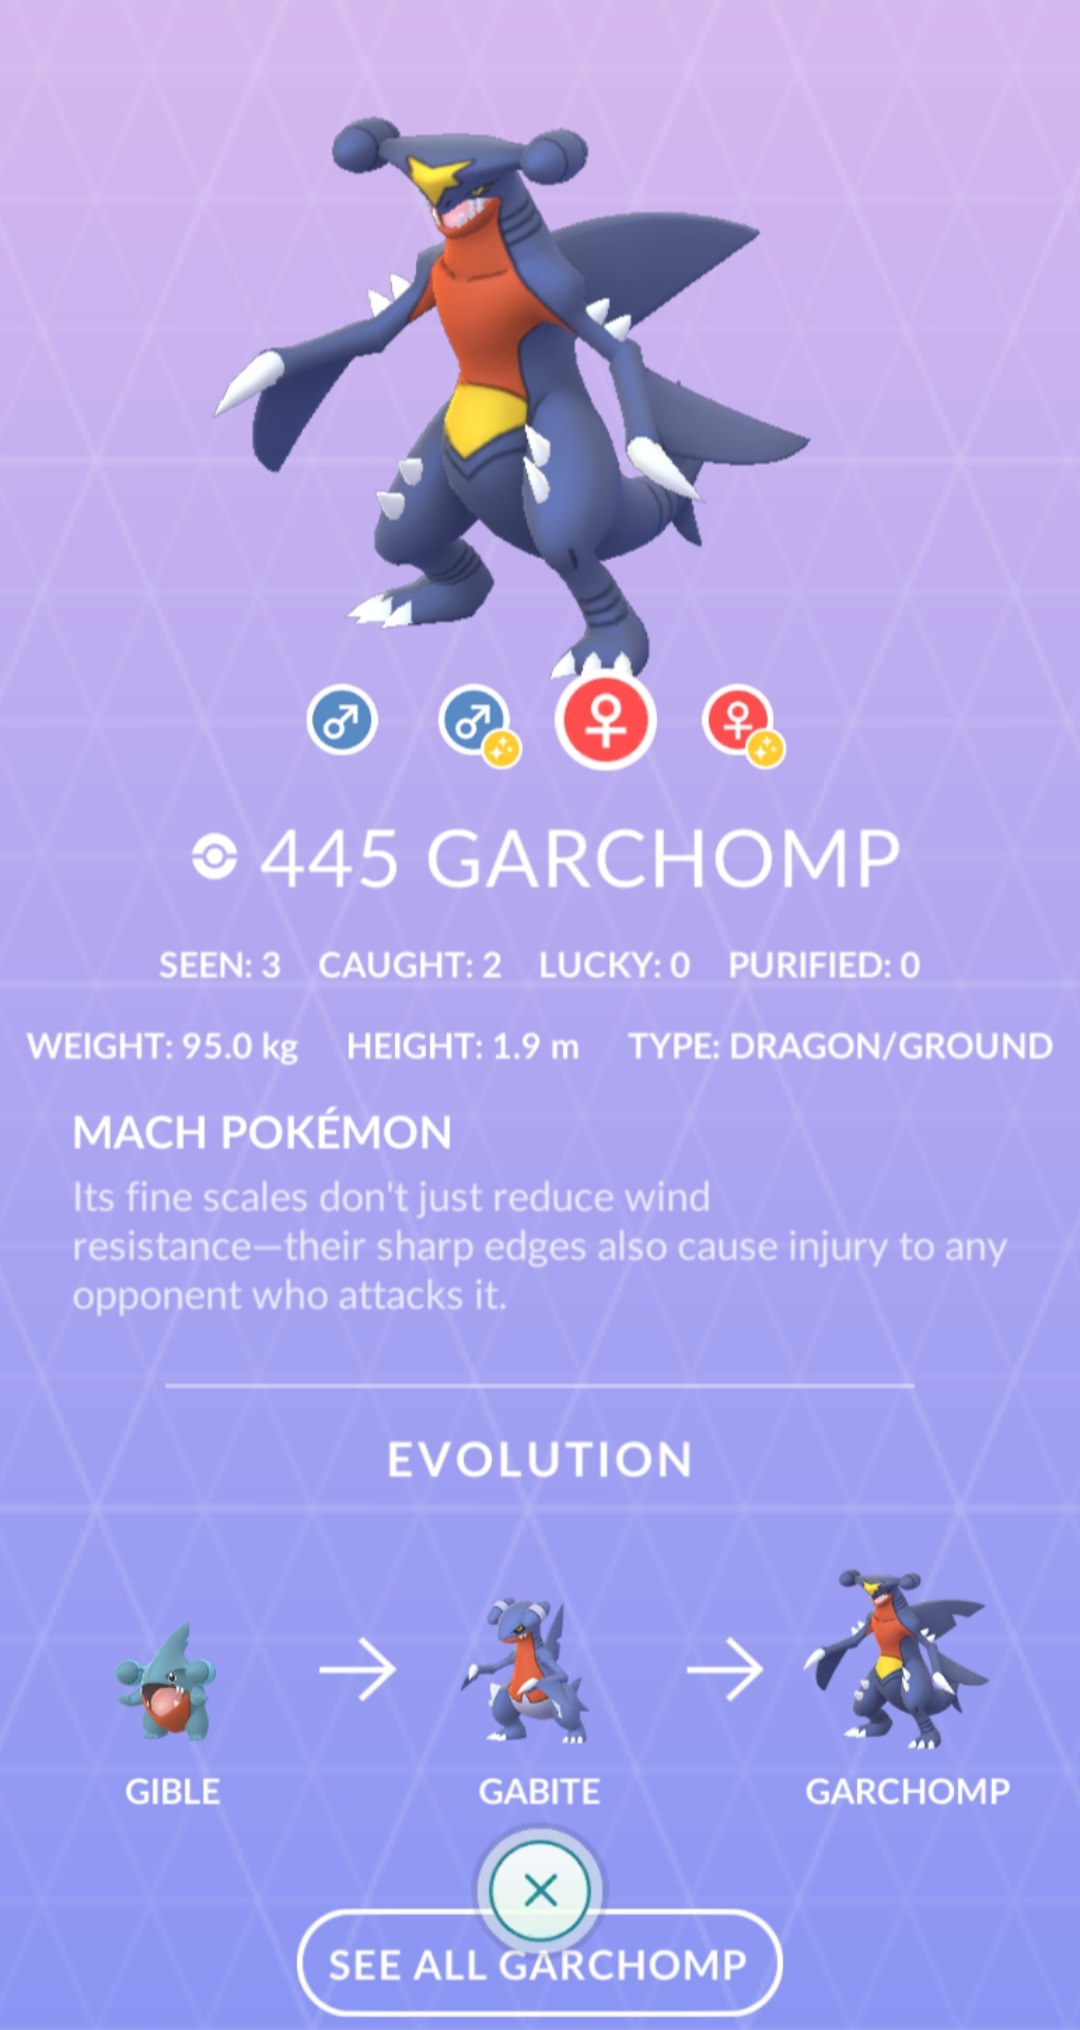 445 GARCHOMP
SEEN: 3 CAUGHT: 2 LUCKY: 0 PURIFIED: 0
WEIGHT: 95.0 kg HEIGHT: 1.9 m TYPE: DRAGON/GROUND
MACH POKÉMON
Its fine scales don't just reduce wind
resistance—their sharp edges also cause injury to any
opponent who attacks it.
EVOLUTION
GIBLE GABITE GARCHOMP
SEE ALL GARCHOMP